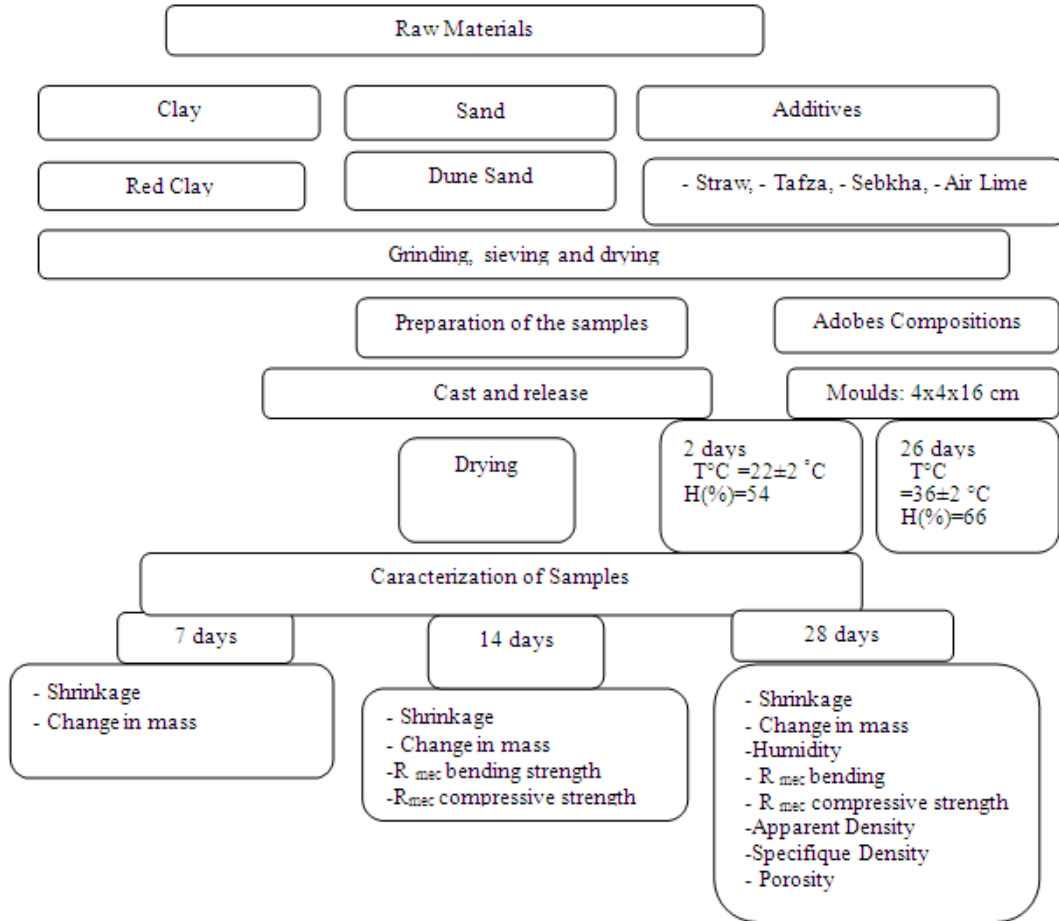 Raw Materials
Clay
Sand
Additives
Red Clay
Dune Sand
- Straw, - Tafza, - Sebkha, -Air Lime
Grinding, sieving and drying
Preparation of the samples
Adobes Compositions
Cast and release
Moulds: 4x4x16 cm
Drying
2 days
T°C =22±2 °C
H(%)=54
26 days
T°C
=36±2 °C
H(%)=66
Caracterization of Samples
7 days
14 days
28 days
- Shrinkage
- Change in mass
- Shrinkage
- Change in mass
-R mec bending strength
-Rmec compressive strength
- Shrinkage
- Change in mass
-Humidity
- R mec bending
- R mec compressive strength
-Apparent Density
-Specifique Density
- Porosity